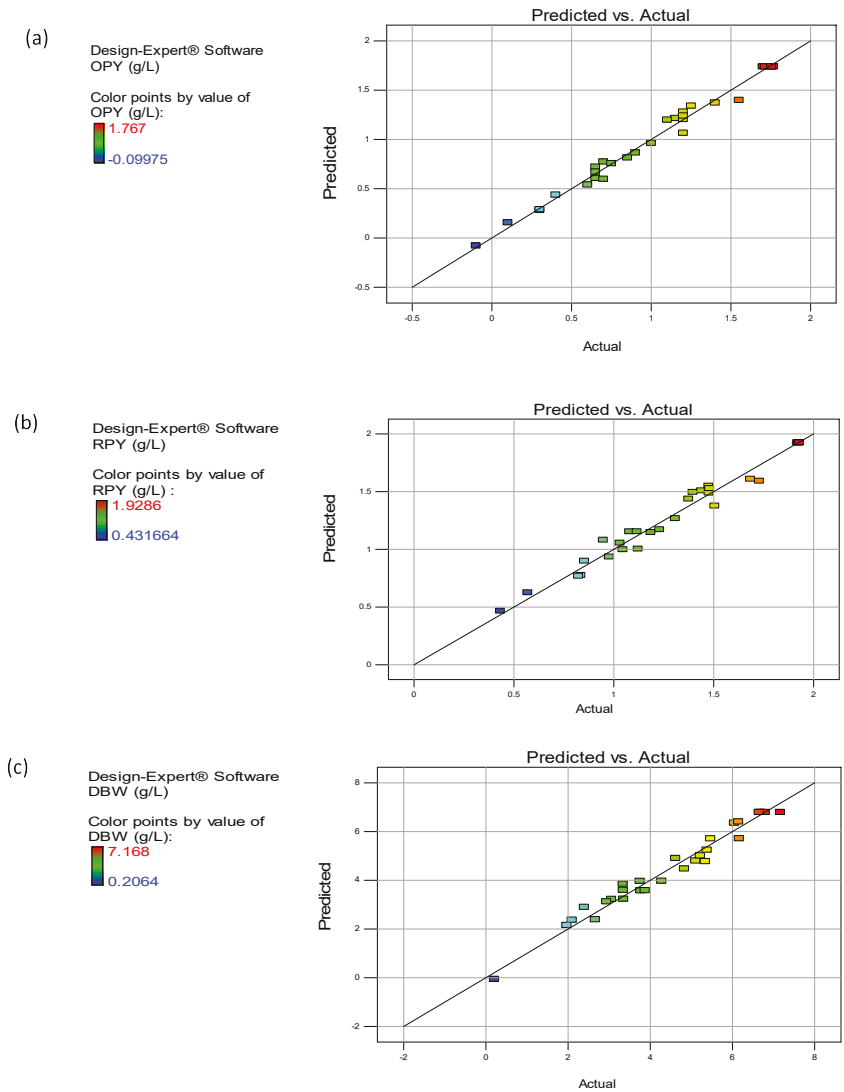 (a)
Design-Expert® Software
OPY (g/L)
Color points by value of
OPY (g/L):
1.767
-0.09975
Predicted vs. Actual
Predicted
2
1.5
1
0.5
0
-0.5
-0.5
0
0.5
1
1.5
2
Actual
(b)
Design-Expert® Software
RPY (g/L)
Color points by value of
RPY (g/L) :
1.9286
0.431664
Predicted vs. Actual
Predicted
2
1.5
1
0.5
0
0
0.5
1
1.5
2
Actual
(c)
Design-Expert® Software
DBW (g/L)
Color points by value of
DBW (g/L):
7.168
0.2064
Predicted vs. Actual
Predicted
8
6
4
2
0
-2
-2
0
2
4
6
8
Actual